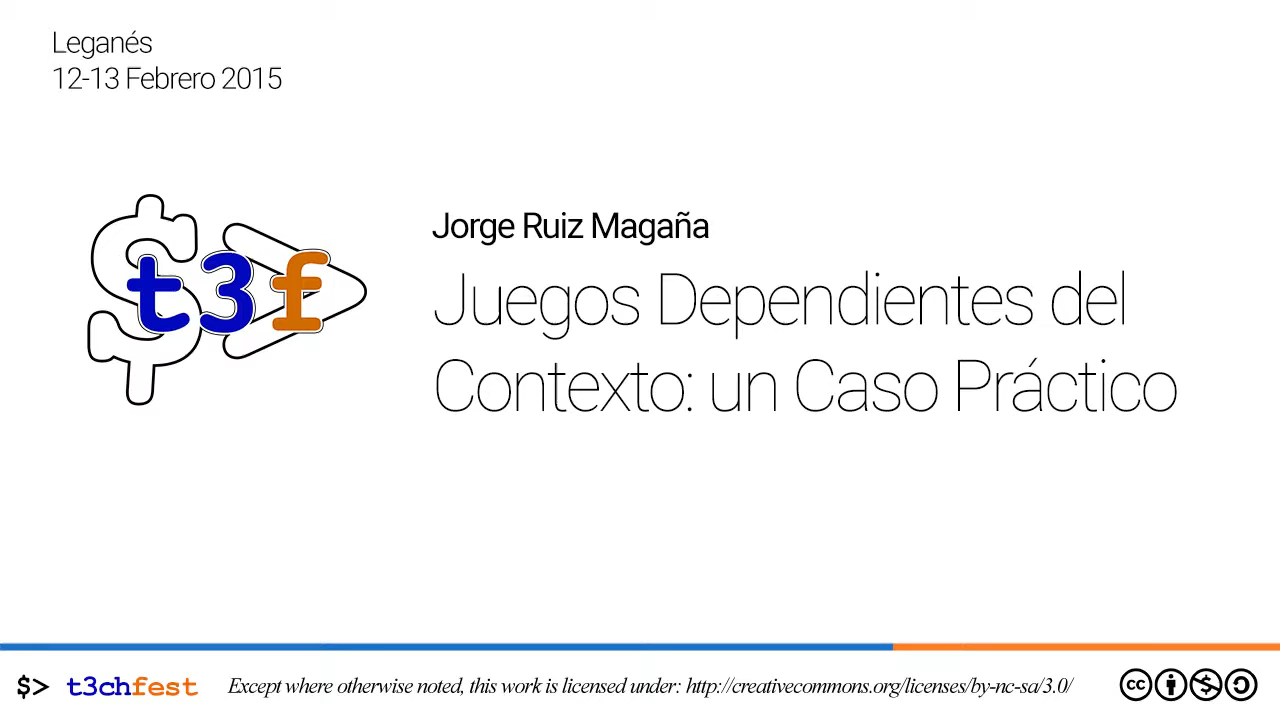 Leganés
12-13 Febrero 2015
$>
t3f
Jorge Ruiz Magaña
Juegos Dependientes del
Contexto: un Caso Práctico
$> t3chfest Except where otherwise noted, this work is licensed under: http://creativecommons.org/licenses/by-nc-sa/3.0/ cc